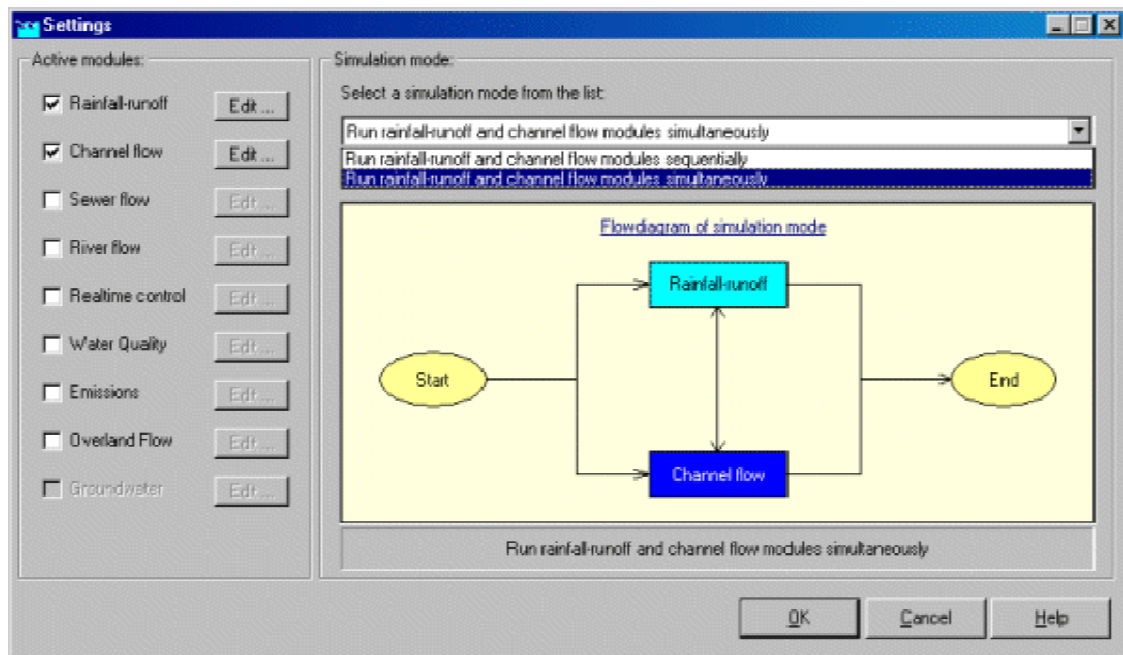 Settings
Active modules:
Rainfall-runoff Edit ...
Channel flow Edit ...
Sewer flow Edit ...
River flow Edit ...
Realtime control Edit ...
Water Quality Edit ...
Emissions Edit ...
Overland Flow Edit ...
Groundwater Edit ...
Simulation mode:
Select a simulation mode from the list:
Run rainfall-runoff and channel flow modules simultaneously
Run rainfall-runoff and channel flow modules sequentially
Run rainfall-runoff and channel flow modules simultaneously
Flowdiagram of simulation mode
Rainfall-runoff
Start
End
Channel flow
Run rainfall-runoff and channel flow modules simultaneously
OK Cancel Help